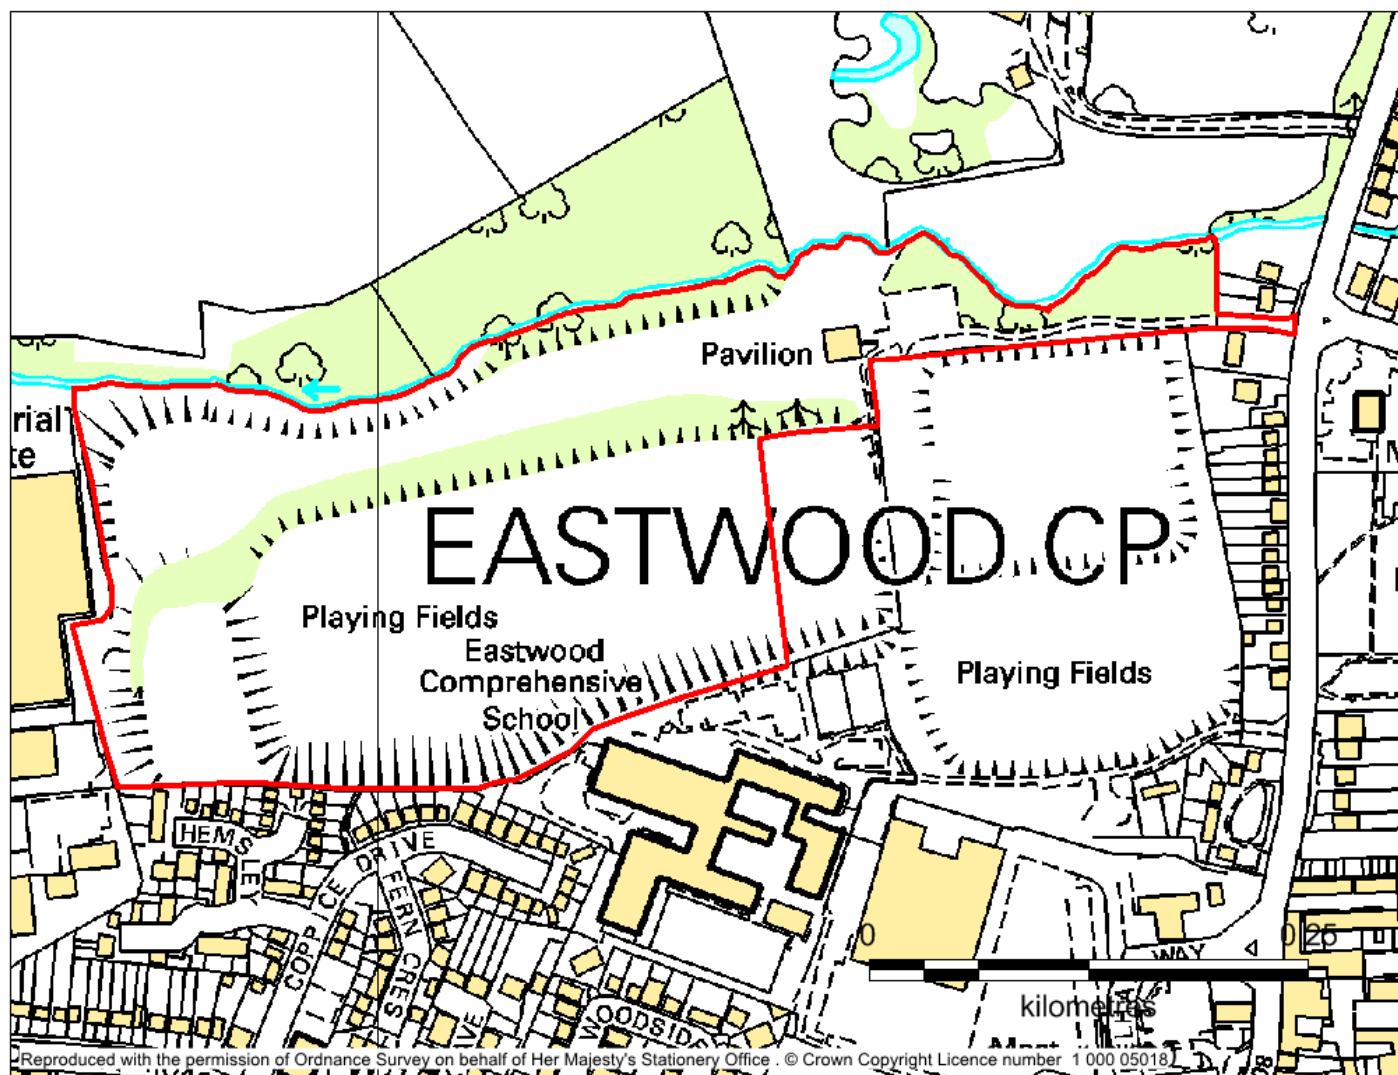 Pavilion
rial
te
EASTWOOD CP
Playing Fields
Eastwood
Comprehensive
School
Playing Fields
HEMSLEY
COPPICE DRIVE
FERN CRES
WAY
0
0.25
kilometres
OODSIDE
Reproduced with the permission of Ordnance Survey on behalf of Her Majesty's Stationery Office . © Crown Copyright Licence number 1 000 05018